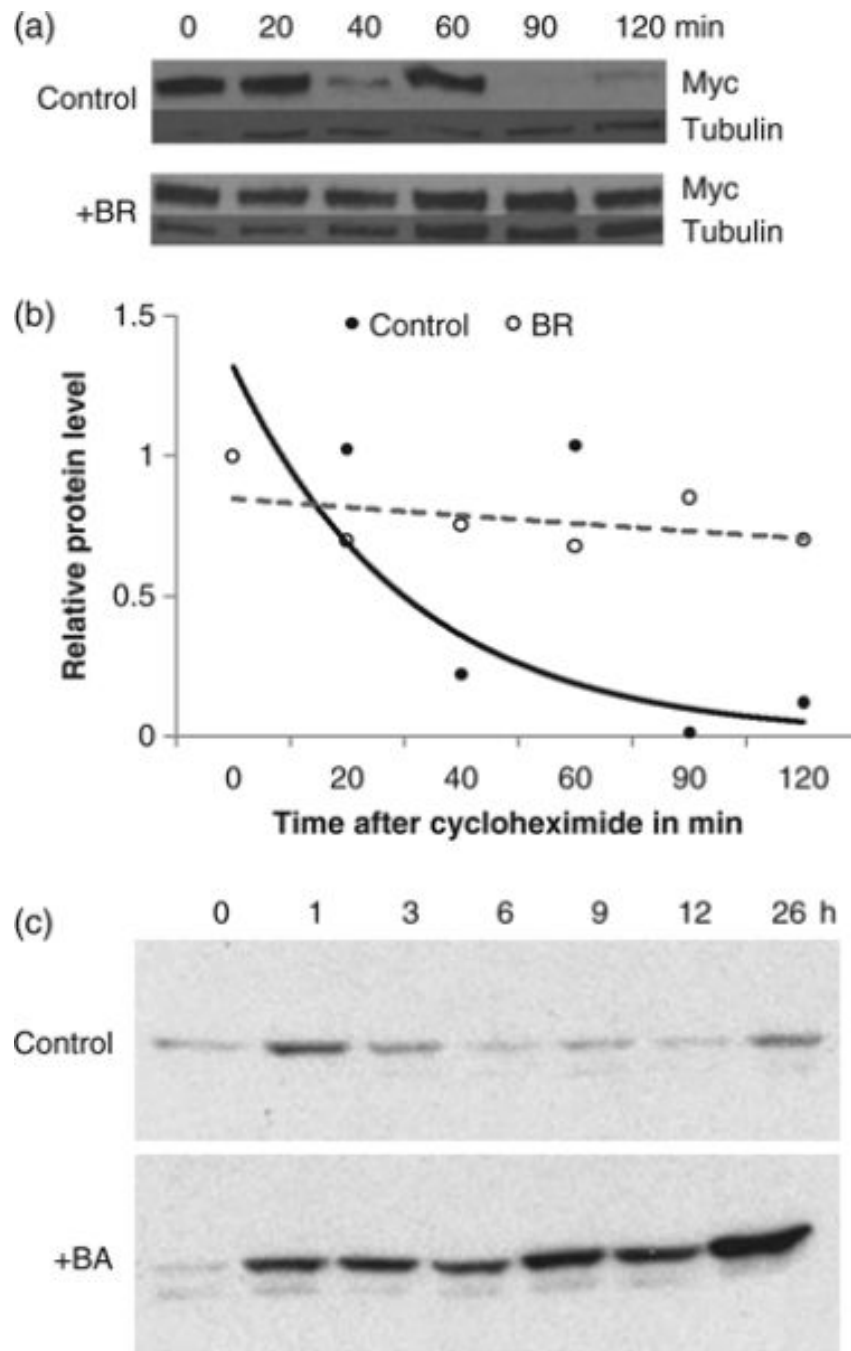 (a) 0 20 40 60 90 120 min
Control Myc
Tubulin
+BR Myc
Tubulin
(b) 1.5
● Control ○ BR
1
0.5
0
Relative protein level
0 20 40 60 90 120
Time after cycloheximide in min
(c) 0 1 3 6 9 12 26 h
Control
+BA